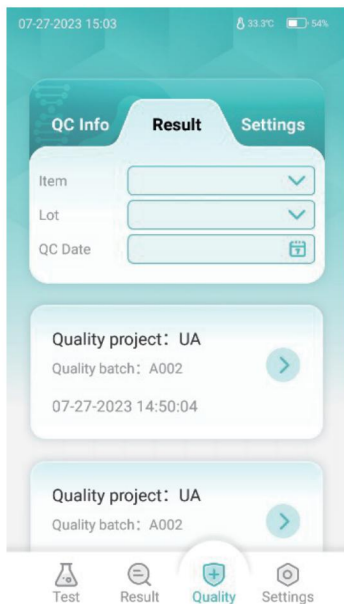 07-27-2023 15:03 33.3°C 54%
QC Info Result Settings
Item
Lot
QC Date
Quality project: UA
Quality batch: A002
07-27-2023 14:50:04
Quality project: UA
Quality batch: A002
Test Result Quality Settings